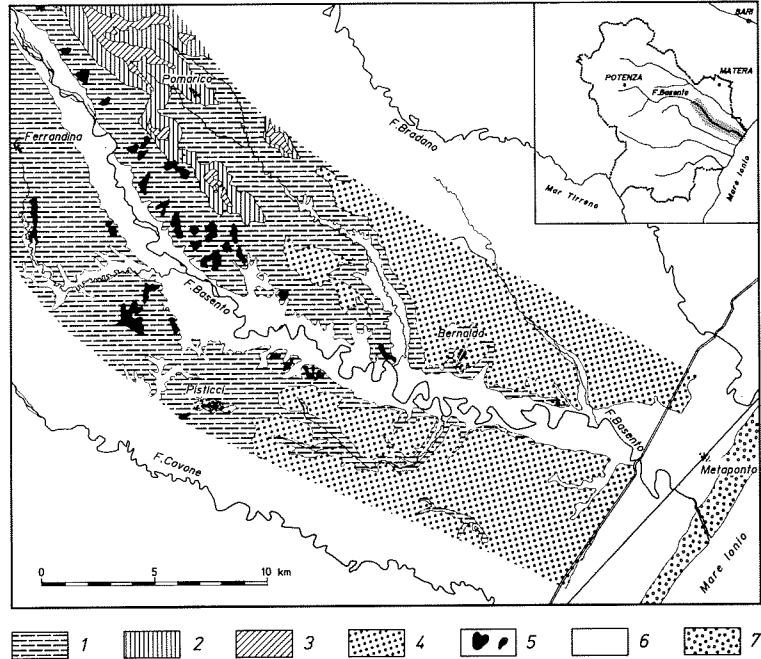 BARI
MATERA
POTENZA
F. Basento
Mare Ionio
Mar Tirreno
Pomarico
F. Bradano
Ferrandina
F. Basento
Bernalda
Pisticci
F. Basento
F. Cavone
Metaponto
Mare Ionio
0 5 10 km
1 2 3 4 5 6 7